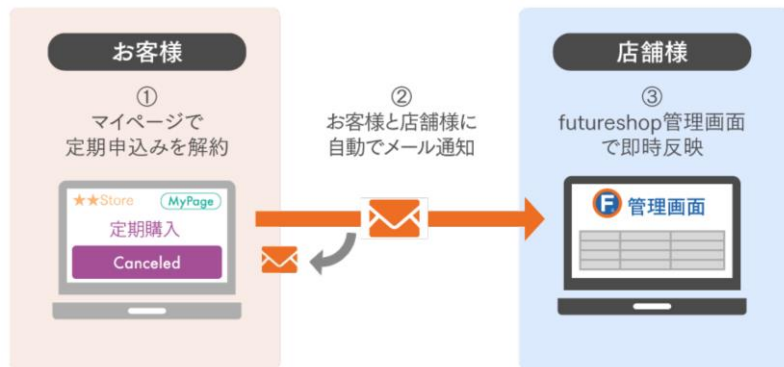 お客様
①
マイページで
定期申込みを解約
★★Store
MyPage
定期購入
Canceled
②
お客様と店舗様に
自動でメール通知
店舗様
③
futureshop管理画面
で即時反映
F 管理画面